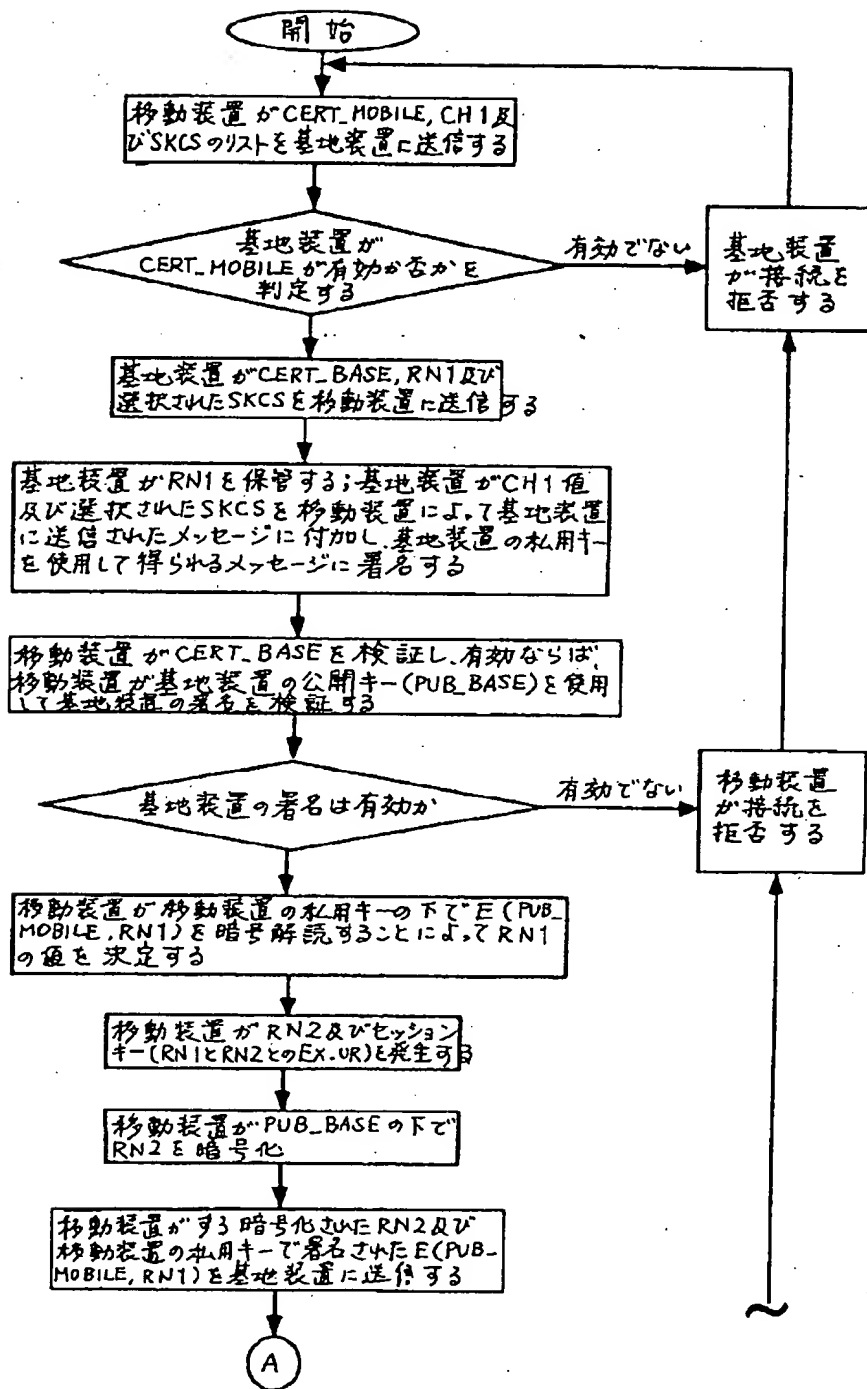 開始
移動装置がCERT_MOBILE,CH1及
びSKCSのリストを基地装置に送信する
基地装置が
CERT_MOBILEが有効か否かを
判定する
有効でない
基地装置
が接続を
拒否する
基地装置がCERT_BASE,RN1及び
選択されたSKCSを移動装置に送信する
基地装置がRN1を保管する;基地装置がCH1値
及び選択されたSKCSを移動装置によって基地装置
に送信されたメッセージに付加し、基地装置の私用キー
を使用して得られるメッセージに署名する
移動装置がCERT_BASEを検証し、有効ならば、
移動装置が基地装置の公開キー(PUB_BASE)を使用
して基地装置の署名を検証する
基地装置の署名は有効か
有効でない
移動装置
が接続を
拒否する
移動装置が移動装置の私用キーの下でE(PUB_
MOBILE,RN1)を暗号解読することによってRN1
の値を決定する
移動装置がRN2及びセッション
キー(RN1とRN2とのEX.UR)を発生する
移動装置がPUB_BASEの下で
RN2を暗号化
移動装置がする暗号化されたRN2及び
移動装置の私用キーで署名されたE(PUB_
MOBILE,RN1)を基地装置に送信する
A